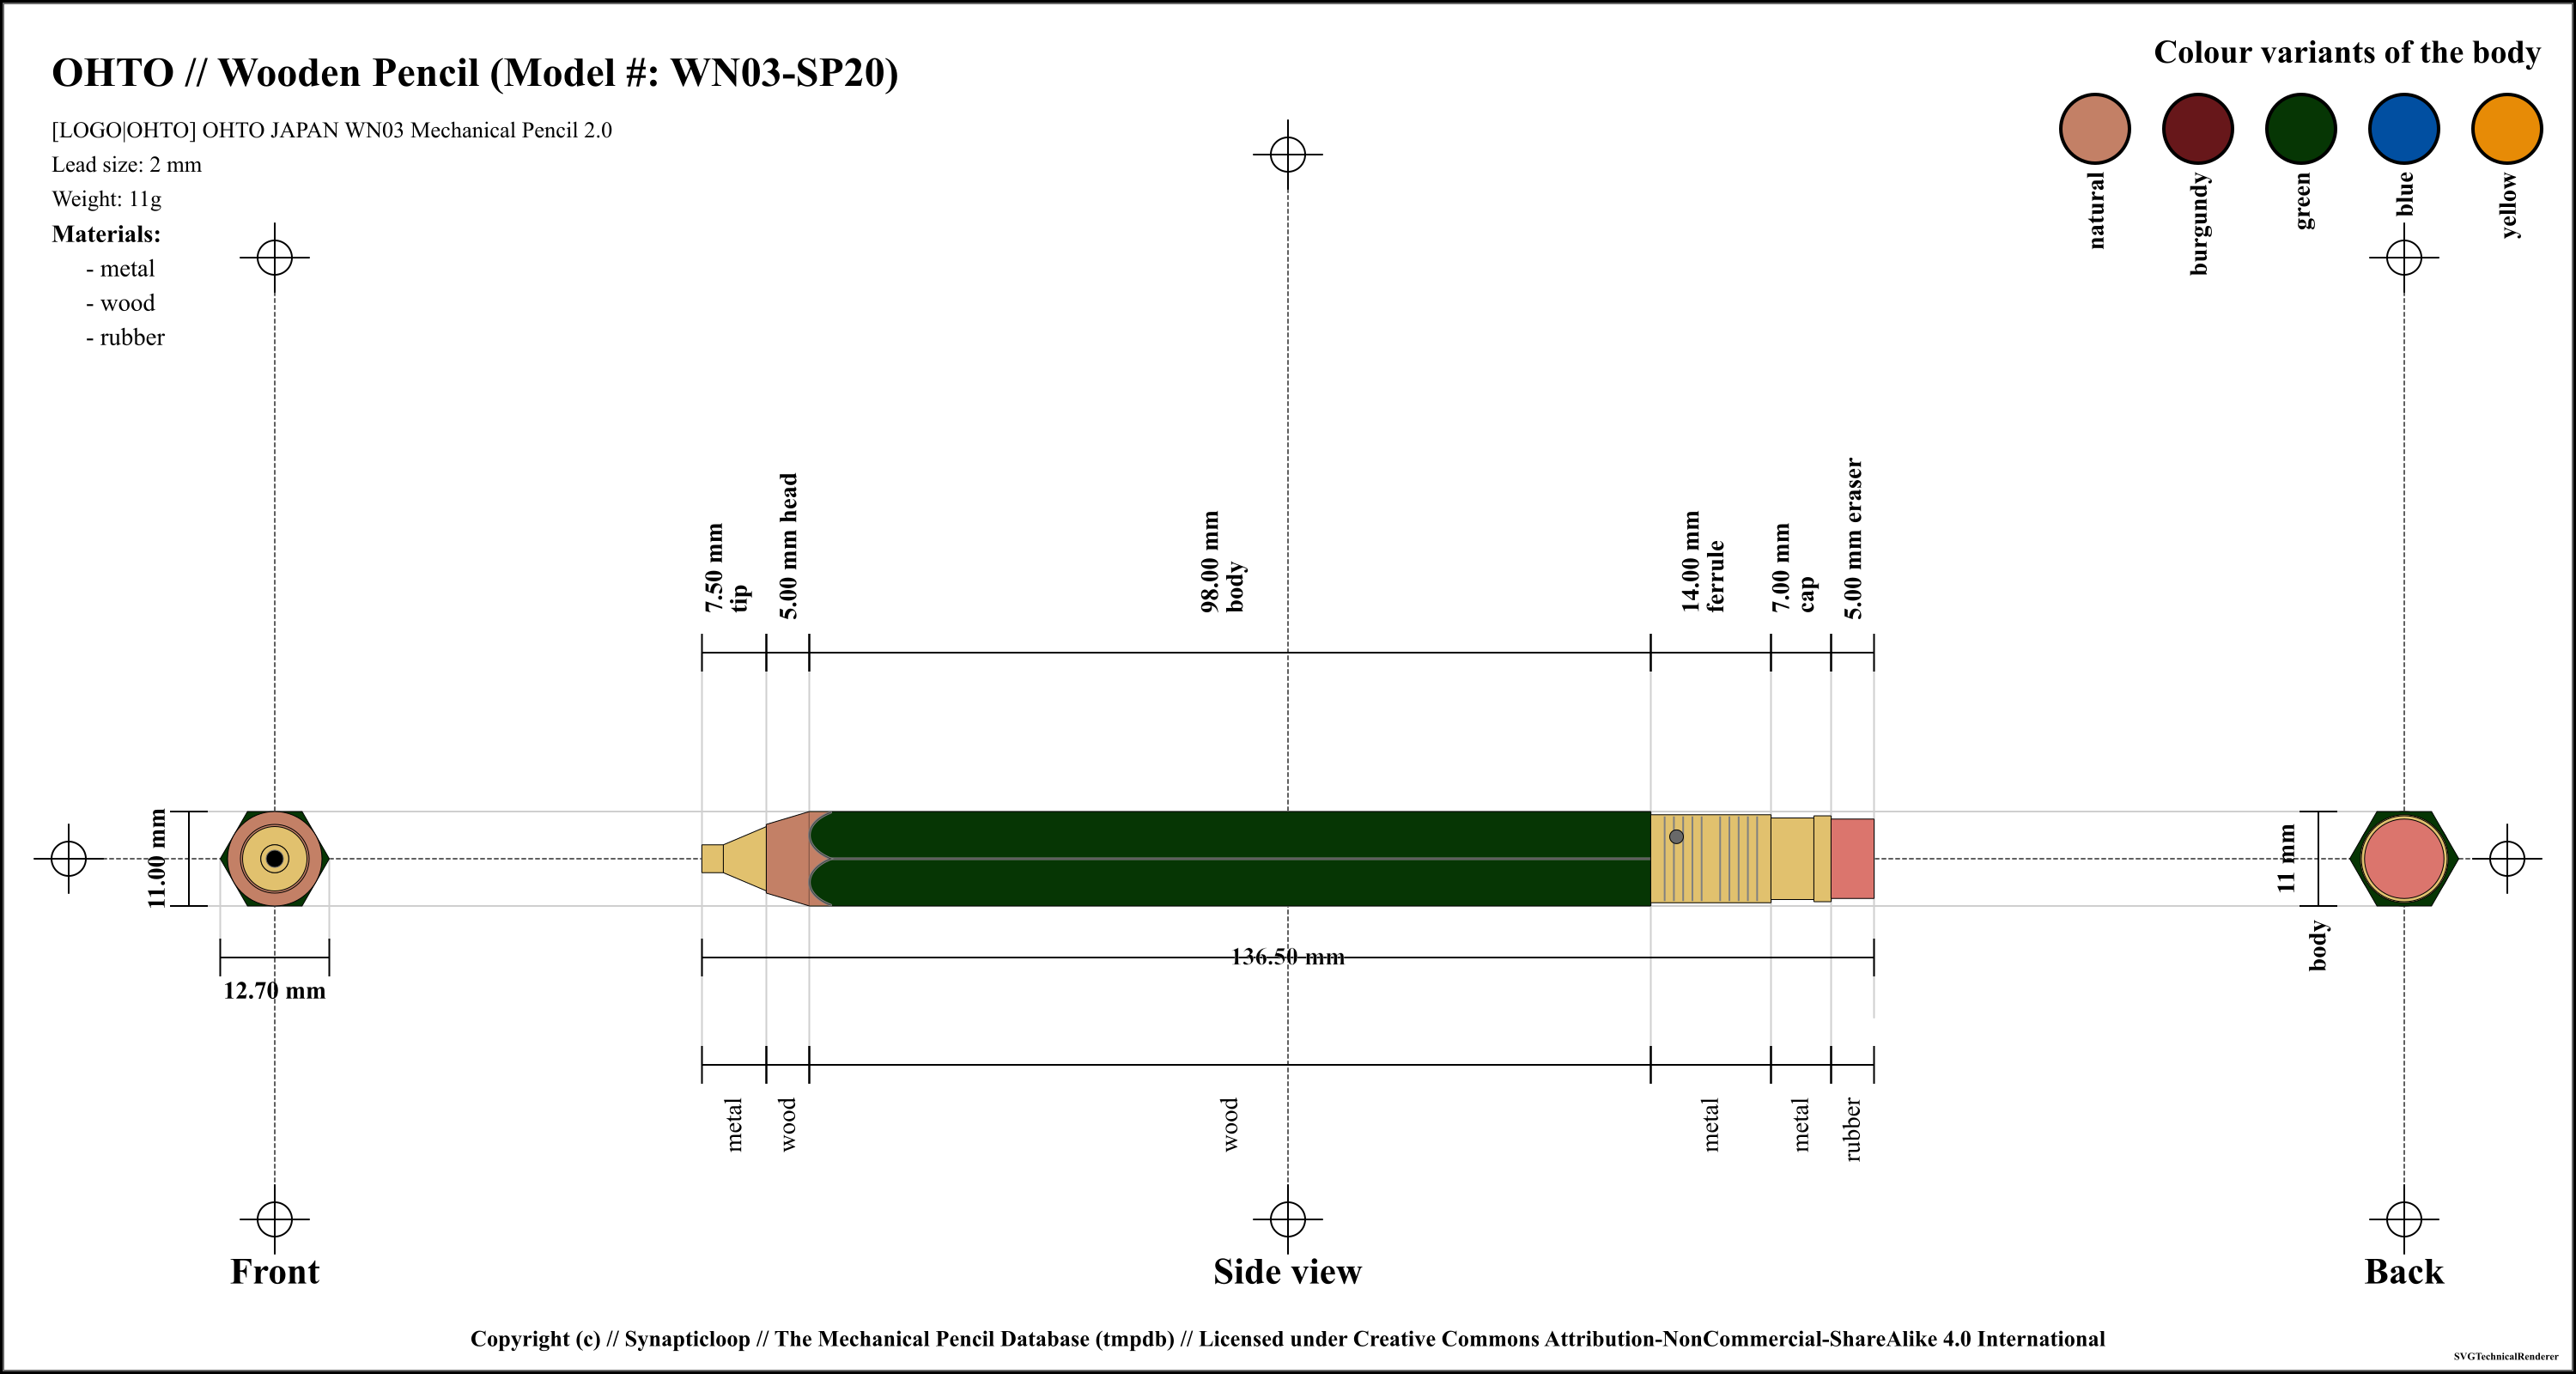 OHTO // Wooden Pencil (Model #: WN03-SP20)
[LOGO|OHTO] OHTO JAPAN WN03 Mechanical Pencil 2.0
Lead size: 2 mm
Weight: 11g
Materials:
- metal
- wood
- rubber
Colour variants of the body
natural
burgundy
green
blue
yellow
7.50 mm
tip
5.00 mm head
98.00 mm
body
14.00 mm
ferrule
7.00 mm
cap
5.00 mm eraser
11.00 mm
12.70 mm
136.50 mm
11 mm
body
metal
wood
wood
metal
metal
rubber
Front
Side view
Back
Copyright (c) // Synapticloop // The Mechanical Pencil Database (tmpdb) // Licensed under Creative Commons Attribution-NonCommercial-ShareAlike 4.0 International
SVGTechnicalRenderer